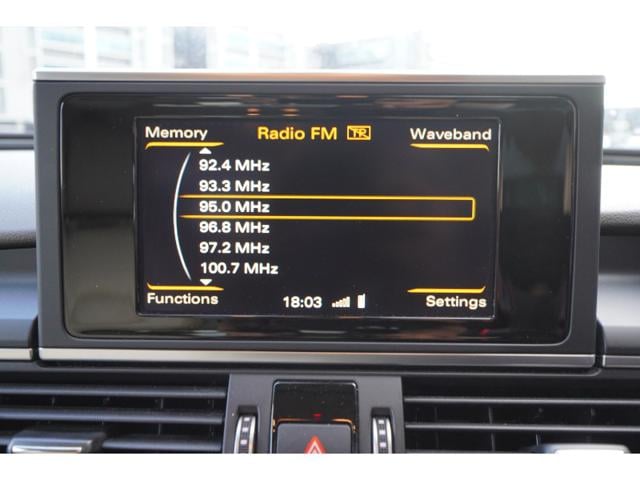 Memory Radio FM TP Waveband
92.4 MHz
93.3 MHz
95.0 MHz
96.8 MHz
97.2 MHz
100.7 MHz
Functions 18:03 Settings